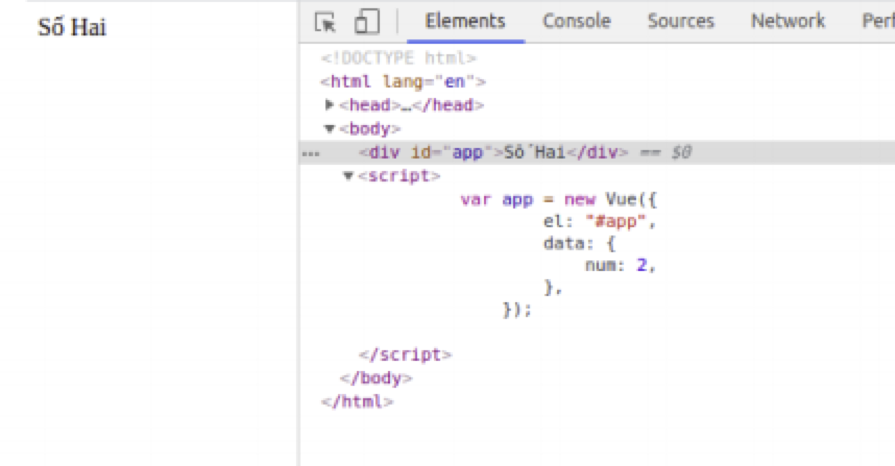 Số Hai
Elements Console Sources Network Perf
<!DOCTYPE html>
<html lang="en">
<head>…</head>
<body>
<div id="app">Số Hai</div> == $0
<script>
var app = new Vue({
el: "#app",
data: {
num: 2,
},
});
</script>
</body>
</html>